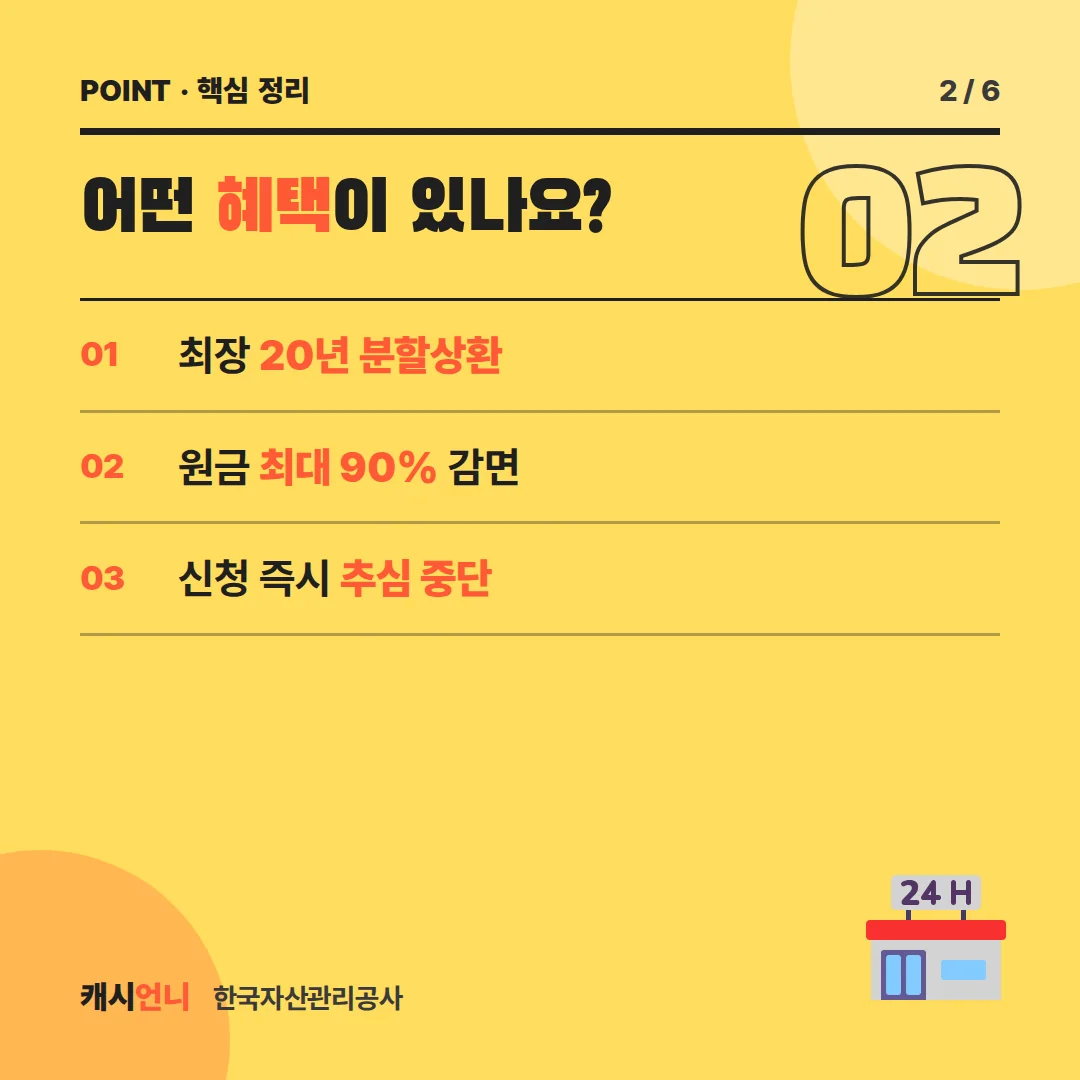 POINT · 핵심 정리
2 / 6
어떤 혜택이 있나요?
02
01 최장 20년 분할상환
02 원금 최대 90% 감면
03 신청 즉시 추심 중단
24 H
캐시언니 한국자산관리공사